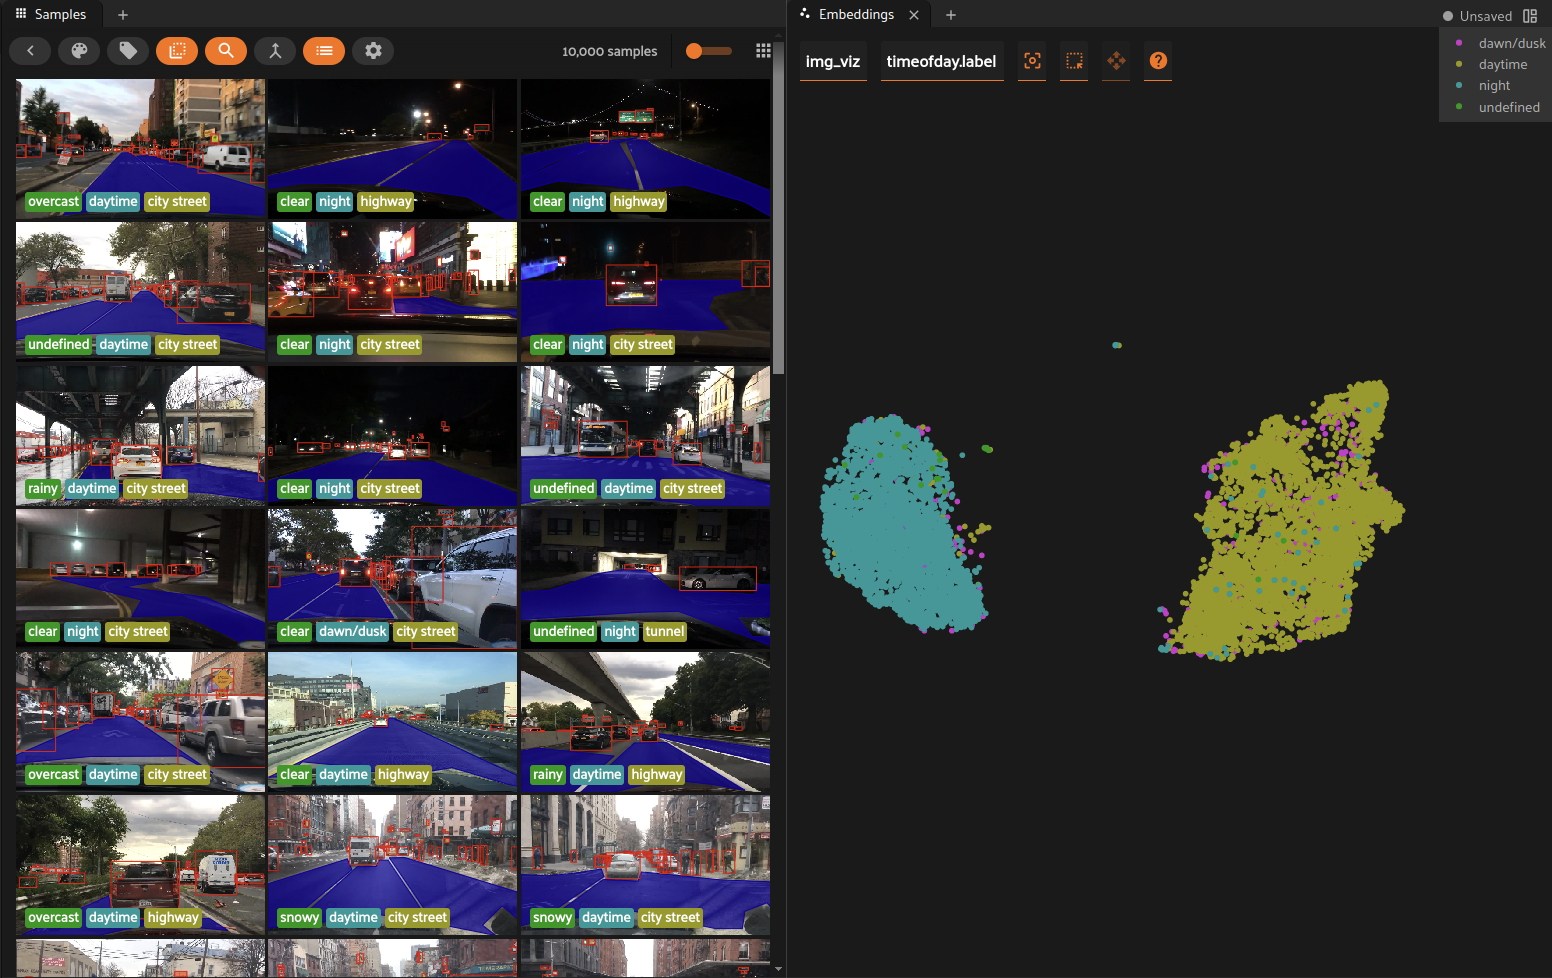 Samples
Embeddings
Unsaved
10,000 samples
img_viz
timeofday.label
?
dawn/dusk
daytime
night
undefined
overcast daytime city street
clear night highway
clear night highway
undefined daytime city street
clear night city street
clear night city street
rainy daytime city street
clear night city street
undefined daytime city street
clear night city street
clear dawn/dusk city street
undefined night tunnel
overcast daytime city street
clear daytime highway
rainy daytime highway
overcast daytime highway
snowy daytime city street
snowy daytime city street